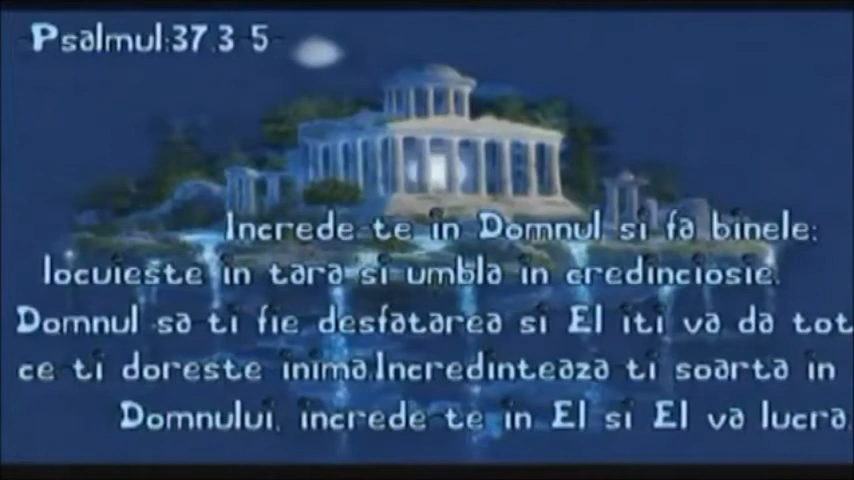 Psalmul:37.3-5
Increde-te in Domnul si fa binele;
locuieste in tara si umbla in credinciosie.
Domnul sa-ti fie desfatarea si El iti va da tot
ce-ti doreste inima.Incredinteaza-ti soarta in
Domnului, increde-te in El si El va lucra.